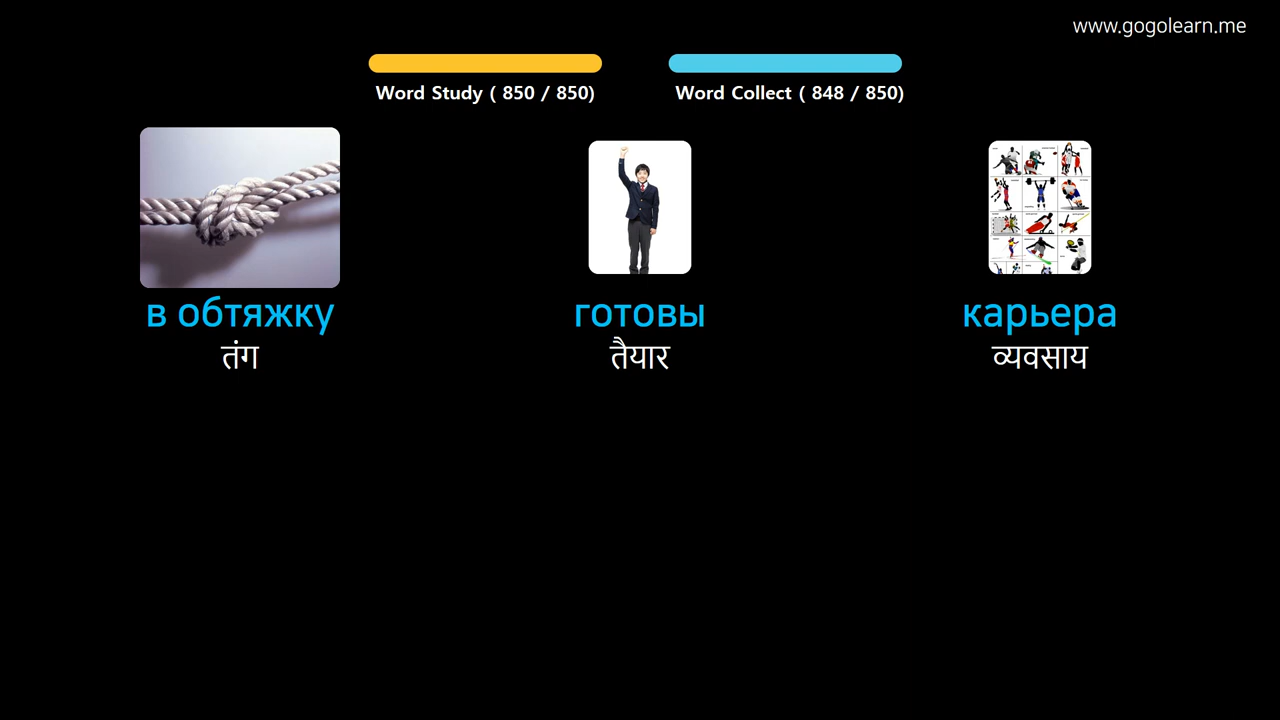 www.gogolearn.me
Word Study ( 850 / 850)
Word Collect ( 848 / 850)
в обтяжку
готовы
карьера
तंग
तैयार
व्यवसाय